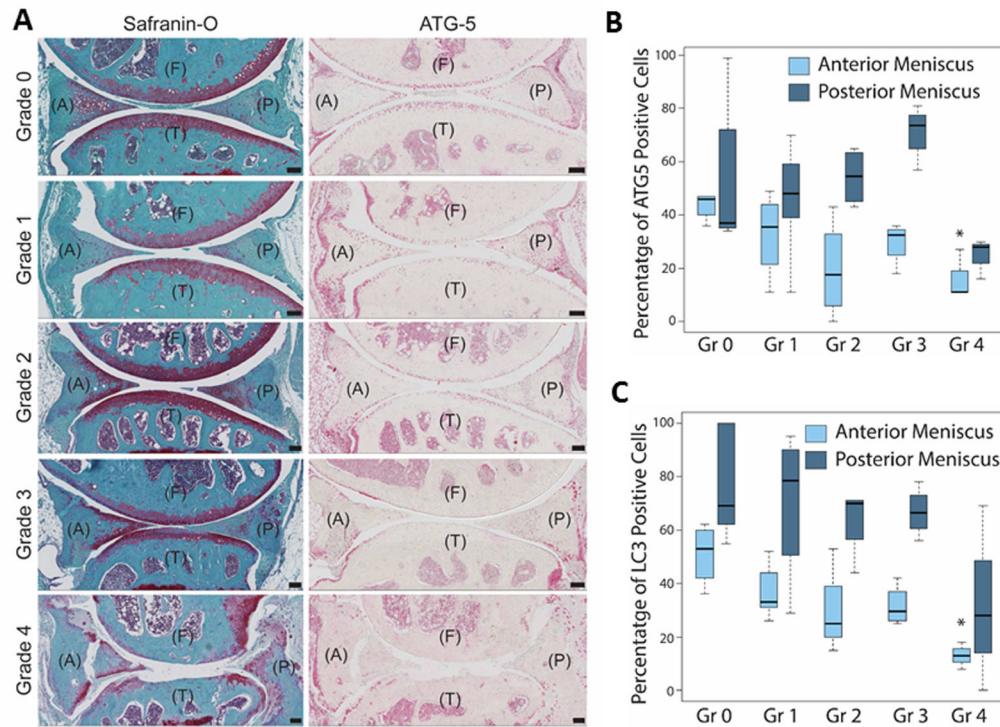 A
Safranin-O
ATG-5
Grade 0
(F)
(A)
(P)
(T)
(F)
(A)
(P)
(T)
Grade 1
(F)
(A)
(P)
(T)
(F)
(A)
(P)
(T)
Grade 2
(F)
(A)
(P)
(T)
(F)
(A)
(P)
(T)
Grade 3
(F)
(A)
(P)
(T)
(F)
(A)
(P)
(T)
Grade 4
(F)
(A)
(P)
(T)
(F)
(A)
(P)
(T)
B
Percentatge of ATG5 Positive Cells
100
80
60
40
20
0
Anterior Meniscus
Posterior Meniscus
*
Gr 0 Gr 1 Gr 2 Gr 3 Gr 4
C
Percentatge of LC3 Positive Cells
100
80
60
40
20
0
Anterior Meniscus
Posterior Meniscus
*
Gr 0 Gr 1 Gr 2 Gr 3 Gr 4